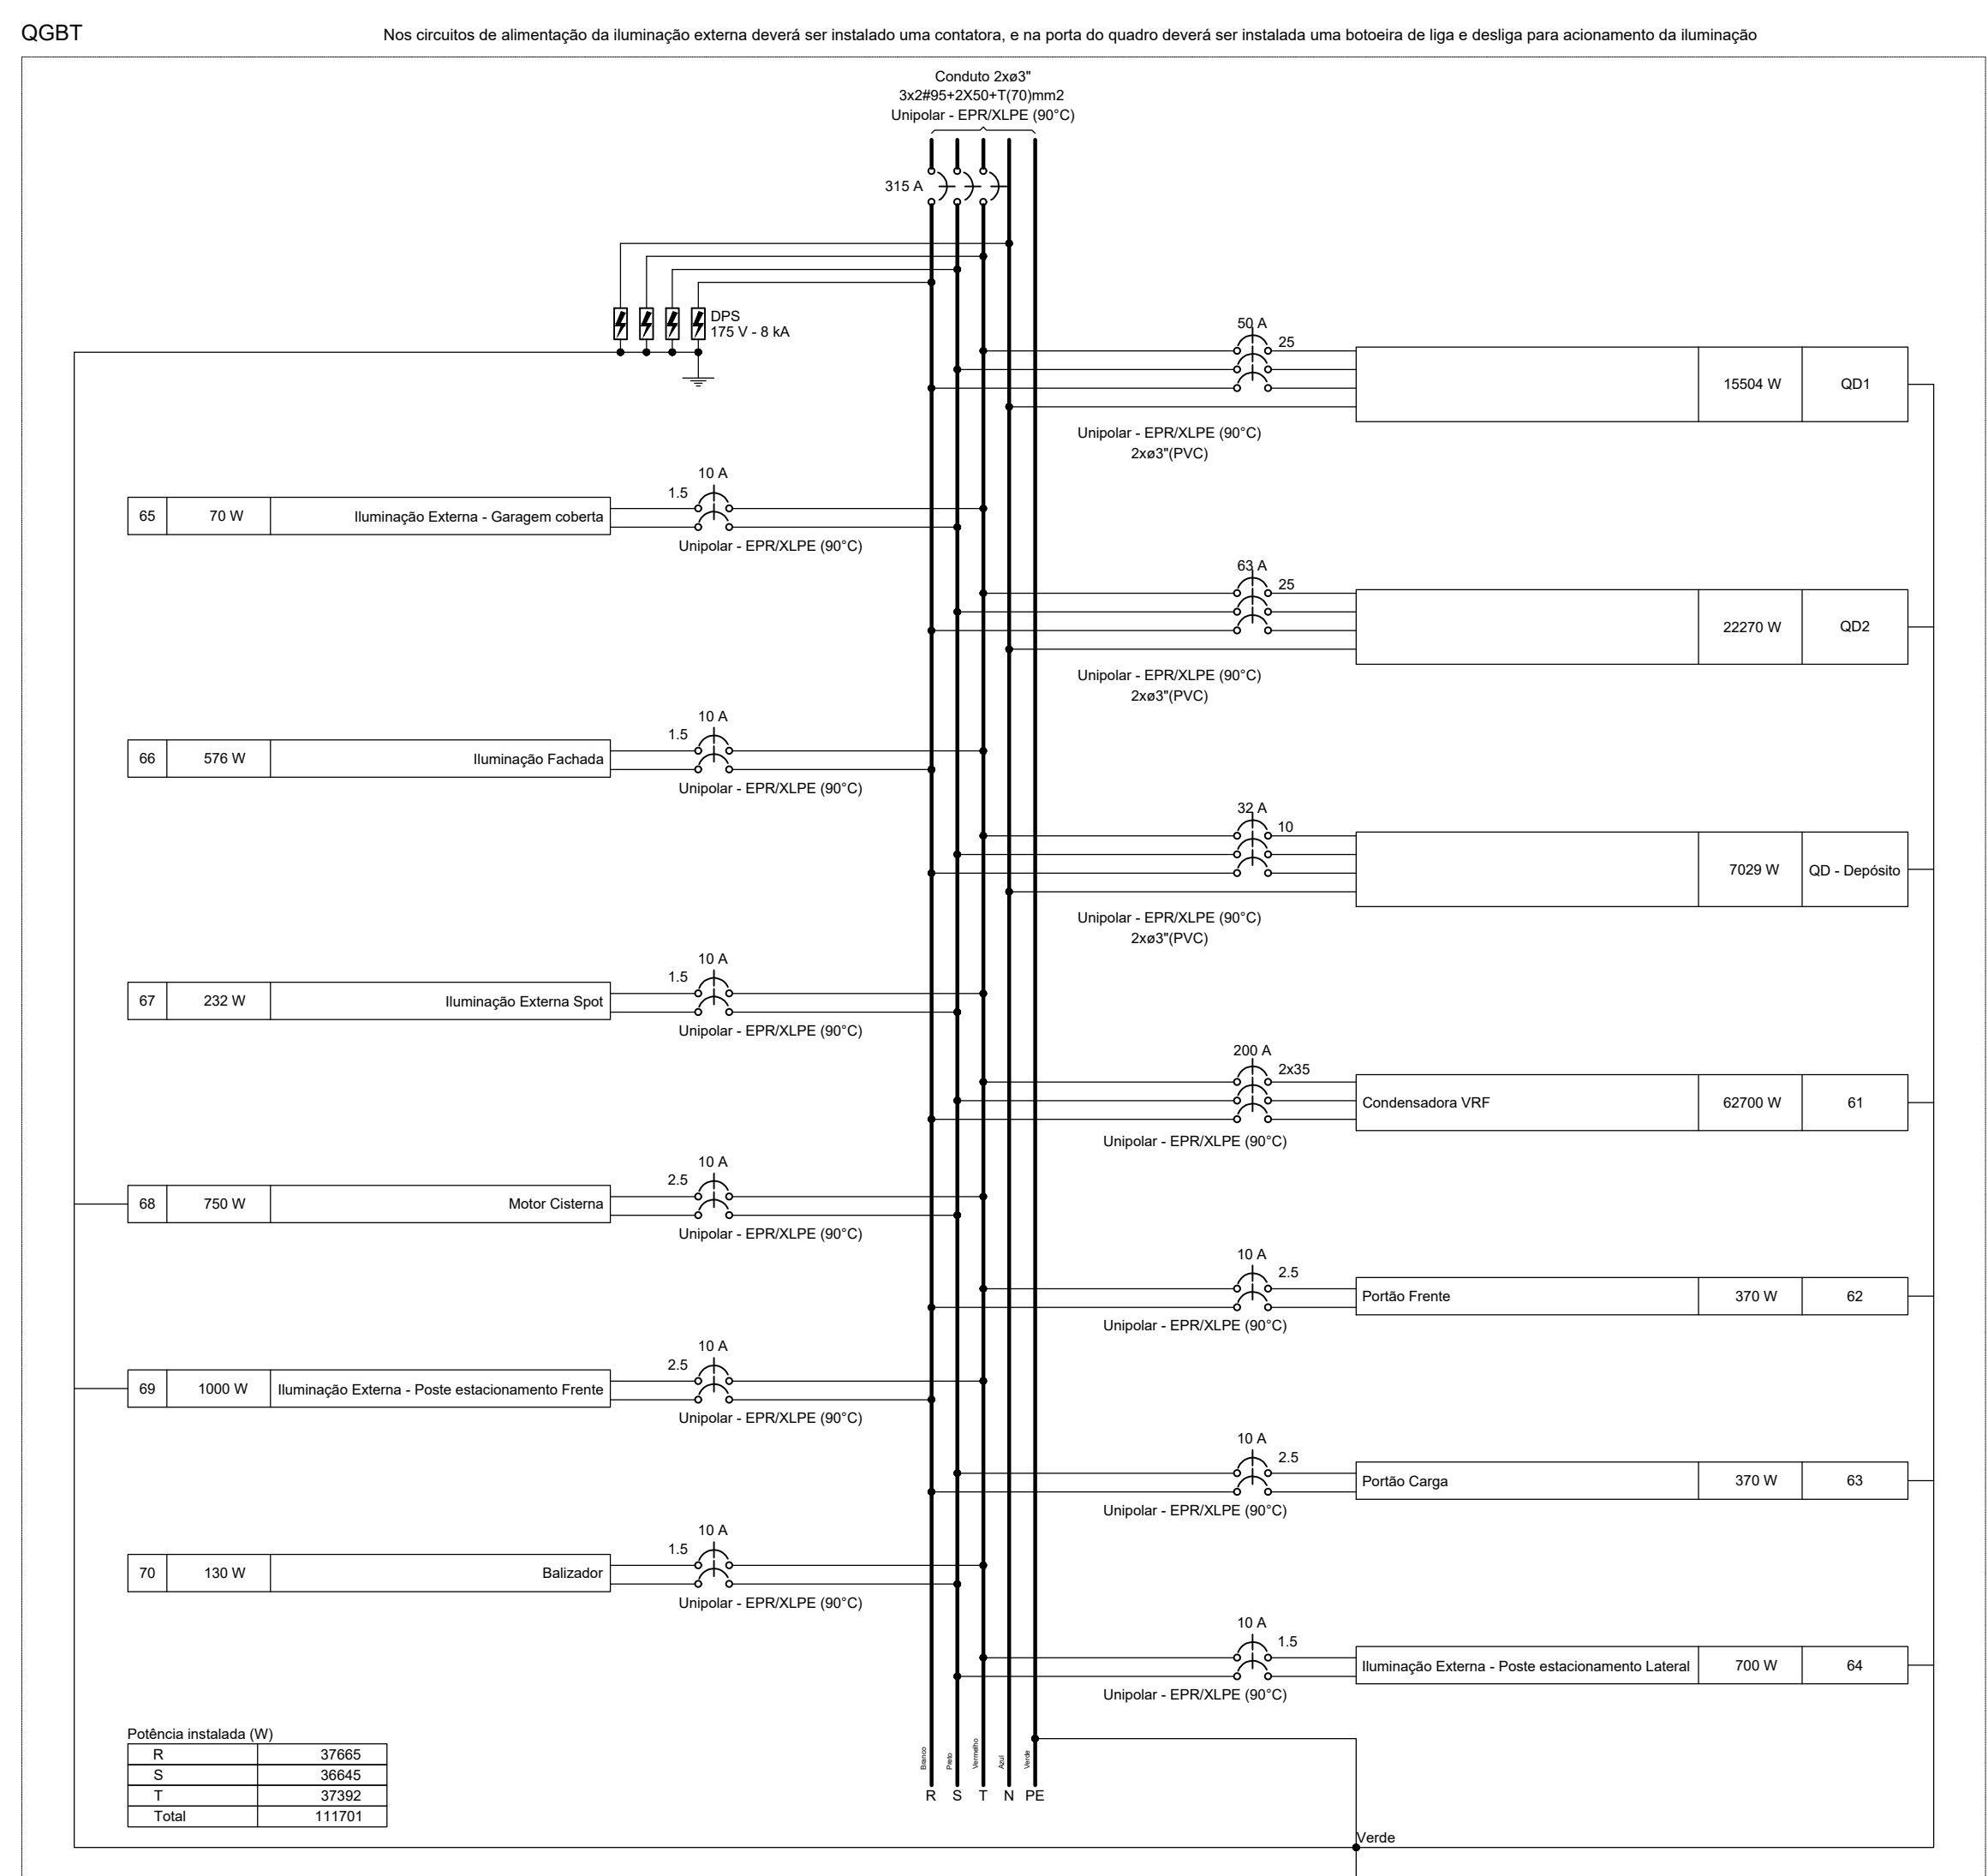 QGBT
Nos circuitos de alimentação da iluminação externa deverá ser instalado uma contatora, e na porta do quadro deverá ser instalada uma botoeira de liga e desliga para acionamento da iluminação
Conduto 2xø3"
3x2#95+2X50+T(70)mm2
Unipolar - EPR/XLPE (90°C)
315 A
DPS
175 V - 8 kA
50 A
25
15504 W
QD1
Unipolar - EPR/XLPE (90°C)
2xø3"(PVC)
10 A
1.5
65
70 W
Iluminação Externa - Garagem coberta
Unipolar - EPR/XLPE (90°C)
63 A
25
22270 W
QD2
Unipolar - EPR/XLPE (90°C)
2xø3"(PVC)
10 A
1.5
66
576 W
Iluminação Fachada
Unipolar - EPR/XLPE (90°C)
32 A
10
7029 W
QD - Depósito
Unipolar - EPR/XLPE (90°C)
2xø3"(PVC)
10 A
1.5
67
232 W
Iluminação Externa Spot
Unipolar - EPR/XLPE (90°C)
200 A
2x35
Condensadora VRF
62700 W
61
Unipolar - EPR/XLPE (90°C)
10 A
2.5
68
750 W
Motor Cisterna
Unipolar - EPR/XLPE (90°C)
10 A
2.5
Portão Frente
370 W
62
Unipolar - EPR/XLPE (90°C)
10 A
2.5
69
1000 W
Iluminação Externa - Poste estacionamento Frente
Unipolar - EPR/XLPE (90°C)
10 A
2.5
Portão Carga
370 W
63
Unipolar - EPR/XLPE (90°C)
10 A
1.5
70
130 W
Balizador
Unipolar - EPR/XLPE (90°C)
10 A
1.5
Iluminação Externa - Poste estacionamento Lateral
700 W
64
Unipolar - EPR/XLPE (90°C)
Potência instalada (W)
R 37665
S 36645
T 37392
Total 111701
Branco
Preto
Vermelho
Azul
Verde
R S T N PE
Verde